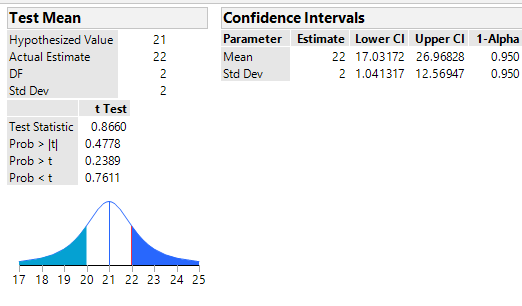 Test Mean
Hypothesized Value 21
Actual Estimate 22
DF 2
Std Dev 2
t Test
Test Statistic 0.8660
Prob > |t| 0.4778
Prob > t 0.2389
Prob < t 0.7611
17 18 19 20 21 22 23 24 25
Confidence Intervals
Parameter Estimate Lower CI Upper CI 1-Alpha
Mean 22 17.03172 26.96828 0.950
Std Dev 2 1.041317 12.56947 0.950